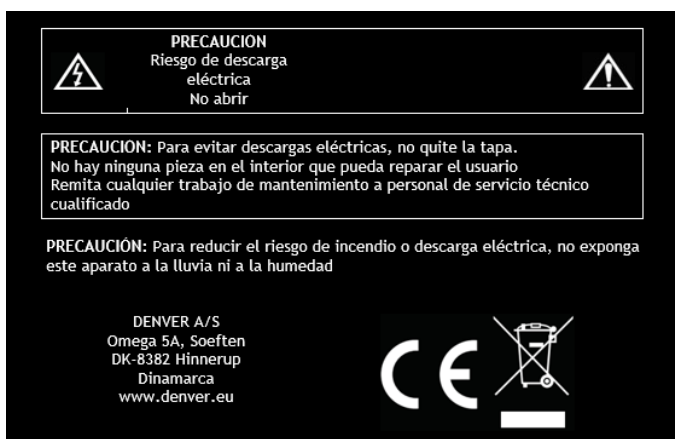 PRECAUCION
Riesgo de descarga
eléctrica
No abrir
PRECAUCION: Para evitar descargas eléctricas, no quite la tapa.
No hay ninguna pieza en el interior que pueda reparar el usuario
Remita cualquier trabajo de mantenimiento a personal de servicio técnico
cualificado
PRECAUCIÓN: Para reducir el riesgo de incendio o descarga eléctrica, no exponga
este aparato a la lluvia ni a la humedad
DENVER A/S
Omega 5A, Soeften
DK-8382 Hinnerup
Dinamarca
www.denver.eu
CE